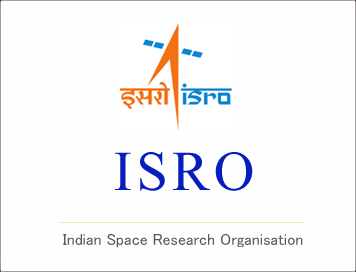 इसरो isro
ISRO
Indian Space Research Organisation